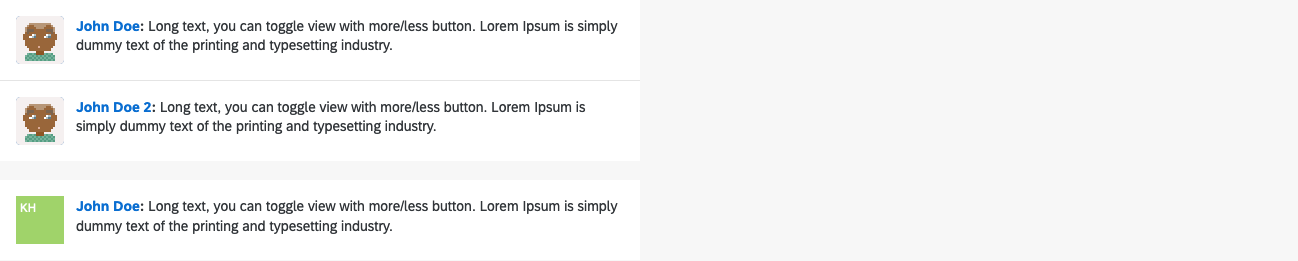 John Doe: Long text, you can toggle view with more/less button. Lorem Ipsum is simply
dummy text of the printing and typesetting industry.
John Doe 2: Long text, you can toggle view with more/less button. Lorem Ipsum is
simply dummy text of the printing and typesetting industry.
KH
John Doe: Long text, you can toggle view with more/less button. Lorem Ipsum is simply
dummy text of the printing and typesetting industry.